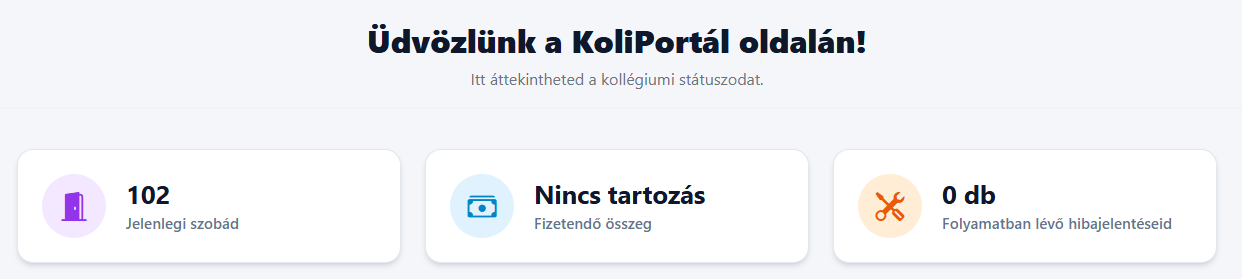 Üdvözlünk a KoliPortál oldalán!
Itt áttekintheted a kollégiumi státuszodat.
102
Jelenlegi szobád
Nincs tartozás
Fizetendő összeg
0 db
Folyamatban lévő hibajelentéseid